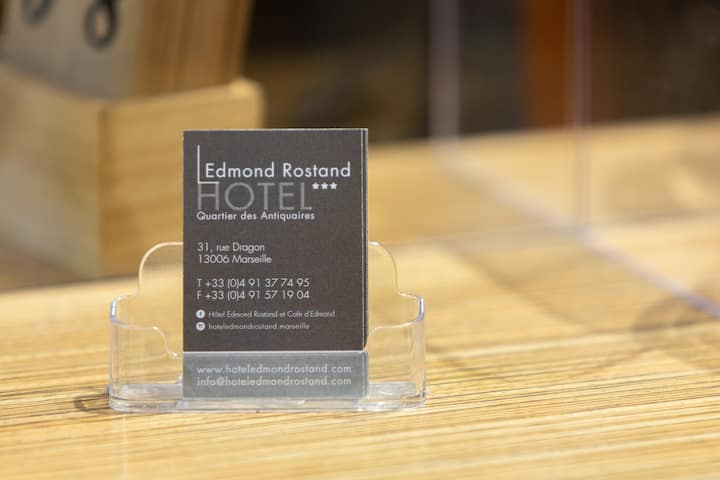 Edmond Rostand
HOTEL***
Quartier des Antiquaires
31, rue Dragon
13006 Marseille
T +33 (0)4 91 37 74 95
F +33 (0)4 91 57 19 04
Hôtel Edmond Rostand et Café d'Edmond
hoteledmondrostand.marseille
www.hoteledmondrostand.com
info@hoteledmondrostand.com